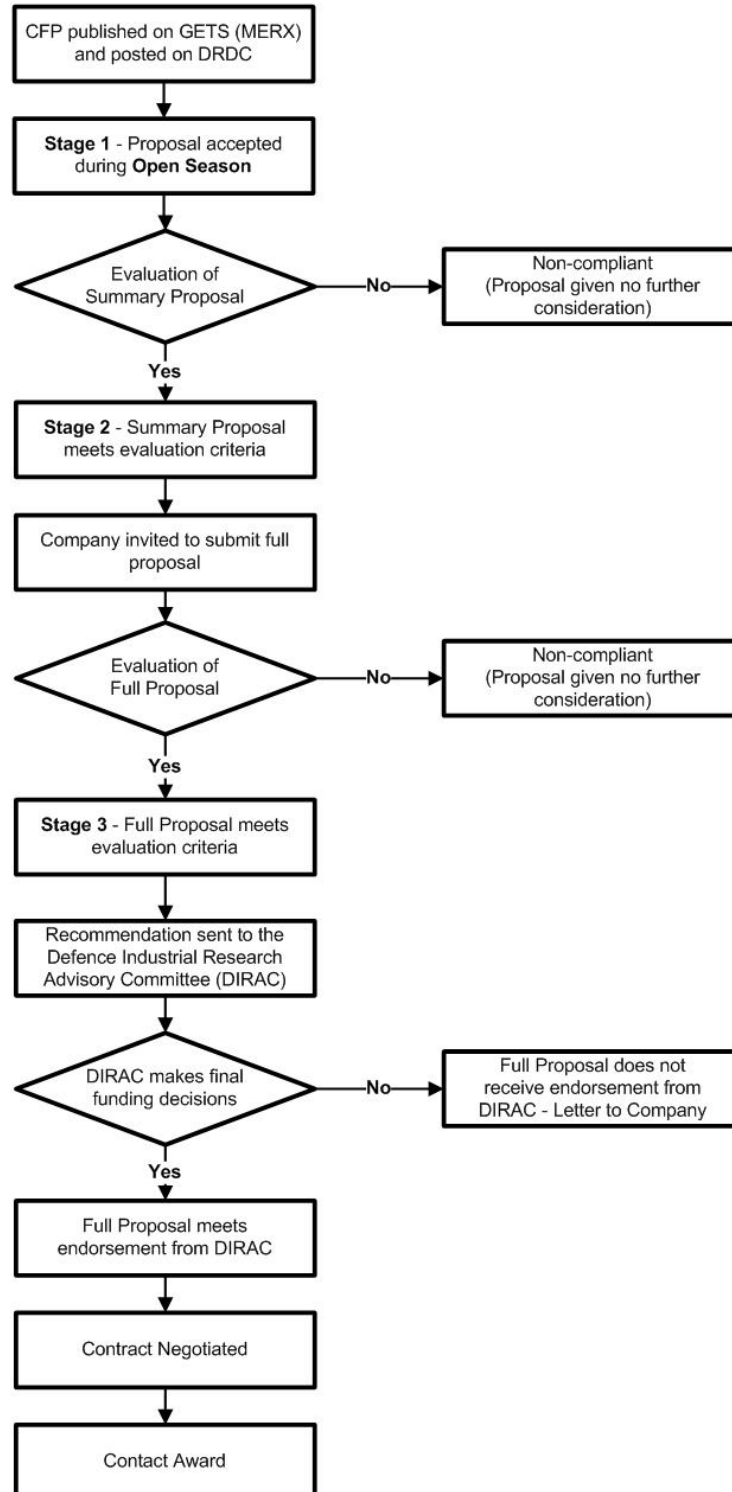 CFP published on GETS (MERX)
and posted on DRDC
Stage 1 - Proposal accepted
during Open Season
Evaluation of
Summary Proposal
No
Non-compliant
(Proposal given no further
consideration)
Yes
Stage 2 - Summary Proposal
meets evaluation criteria
Company invited to submit full
proposal
Evaluation of
Full Proposal
No
Non-compliant
(Proposal given no further
consideration)
Yes
Stage 3 - Full Proposal meets
evaluation criteria
Recommendation sent to the
Defence Industrial Research
Advisory Committee (DIRAC)
DIRAC makes final
funding decisions
No
Full Proposal does not
receive endorsement from
DIRAC - Letter to Company
Yes
Full Proposal meets
endorsement from DIRAC
Contract Negotiated
Contact Award